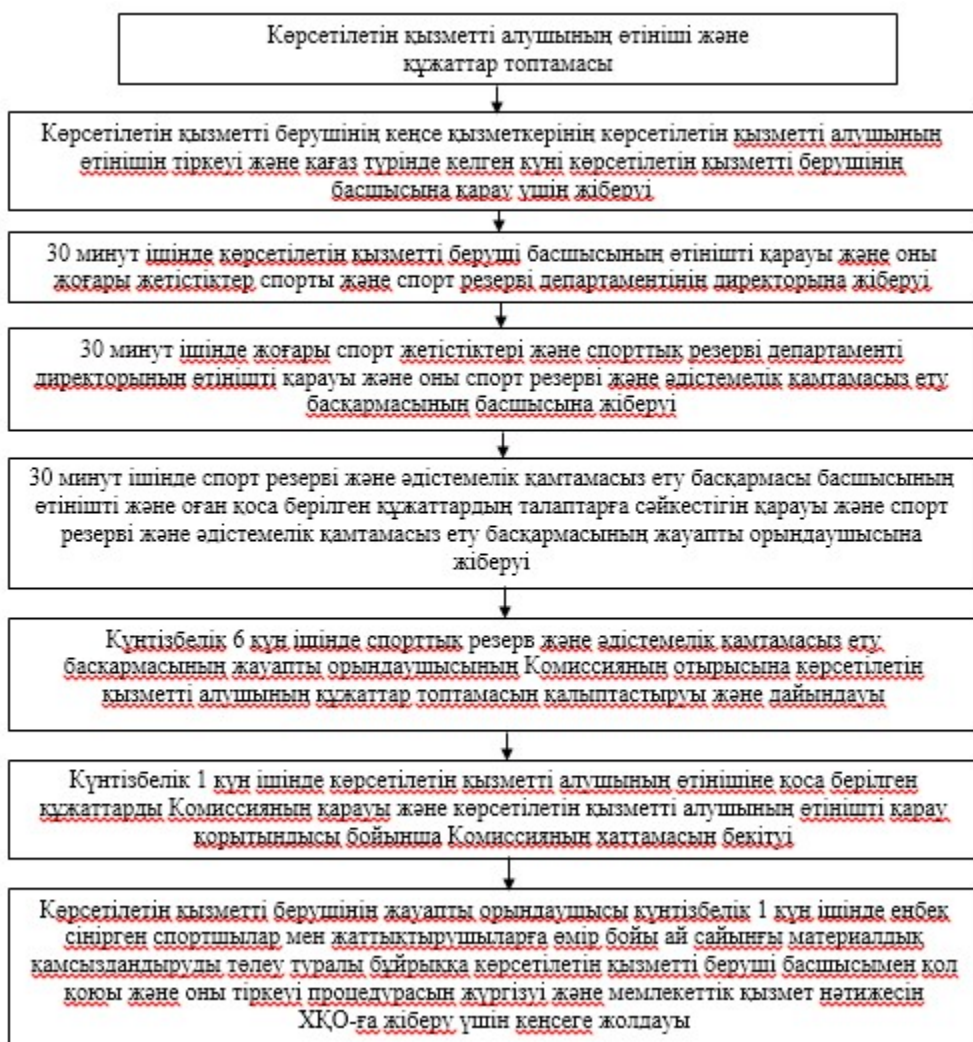 Көрсетілетін қызметті алушының өтініші және
құжаттар топтамасы
Көрсетілетін қызметті берушінің кеңсе қызметкерінің көрсетілетін қызметті алушының
өтінішін тіркеуі және қағаз түрінде келген күні көрсетілетін қызметті берушінің
басшысына қарау үшін жіберуі
30 минут ішінде көрсетілетін қызметті беруші басшысының өтінішті қарауы және оны
жоғары жетістіктер спорты және спорт резерві департаментінің директорына жіберуі
30 минут ішінде жоғары спорт жетістіктері және спорттық резерві департаменті
директорының өтінішті қарауы және оны спорт резерві және әдістемелік қамтамасыз ету
басқармасының басшысына жіберуі
30 минут ішінде спорт резерві және әдістемелік қамтамасыз ету басқармасы басшысының
өтінішті және оған қоса берілген құжаттардың талаптарға сәйкестігін қарауы және спорт
резерві және әдістемелік қамтамасыз ету басқармасының жауапты орындаушысына
жіберуі
Күнтізбелік 6 күн ішінде спорттық резерв және әдістемелік қамтамасыз ету
басқармасының жауапты орындаушысының Комиссияның отырысына көрсетілетін
қызметті алушының құжаттар топтамасын қалыптастыруы және дайындауы
Күнтізбелік 1 күн ішінде көрсетілетін қызметті алушының өтінішіне қоса берілген
құжаттарды Комиссияның қарауы және көрсетілетін қызметті алушының өтінішті қарау
қорытындысы бойынша Комиссияның хаттамасын бекітуі
Көрсетілетін қызметті берушінің жауапты орындаушысы күнтізбелік 1 күн ішінде еңбек
сіңірген спортшылар мен жаттықтырушыларға өмір бойы ай сайынғы материалдық
қамсыздандыруды төлеу туралы бұйрыққа көрсетілетін қызметті беруші басшысымен қол
қоюы және оны тіркеуі процедурасын жүргізуі және мемлекеттік қызмет нәтижесін
ХҚО-ға жіберу үшін кеңсеге жолдауы